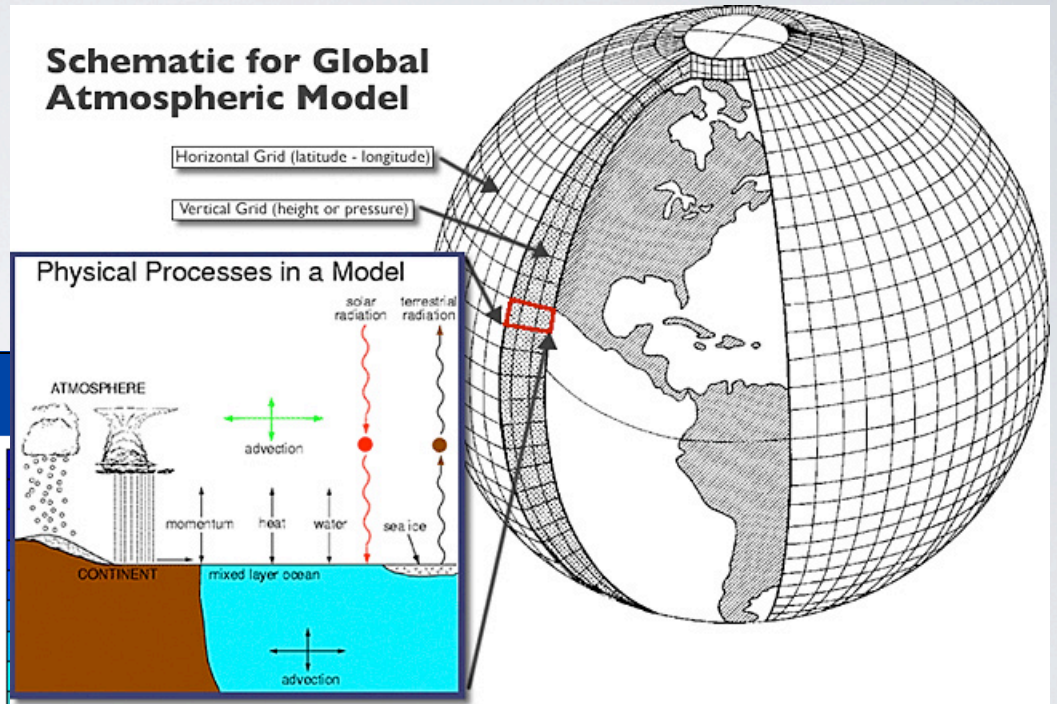 Schematic for Global
Atmospheric Model
Horizontal Grid (latitude - longitude)
Vertical Grid (height or pressure)
Physical Processes in a Model
solar
radiation
terrestrial
radiation
ATMOSPHERE
advection
momentum
heat
water
sea ice
CONTINENT
mixed layer ocean
advection